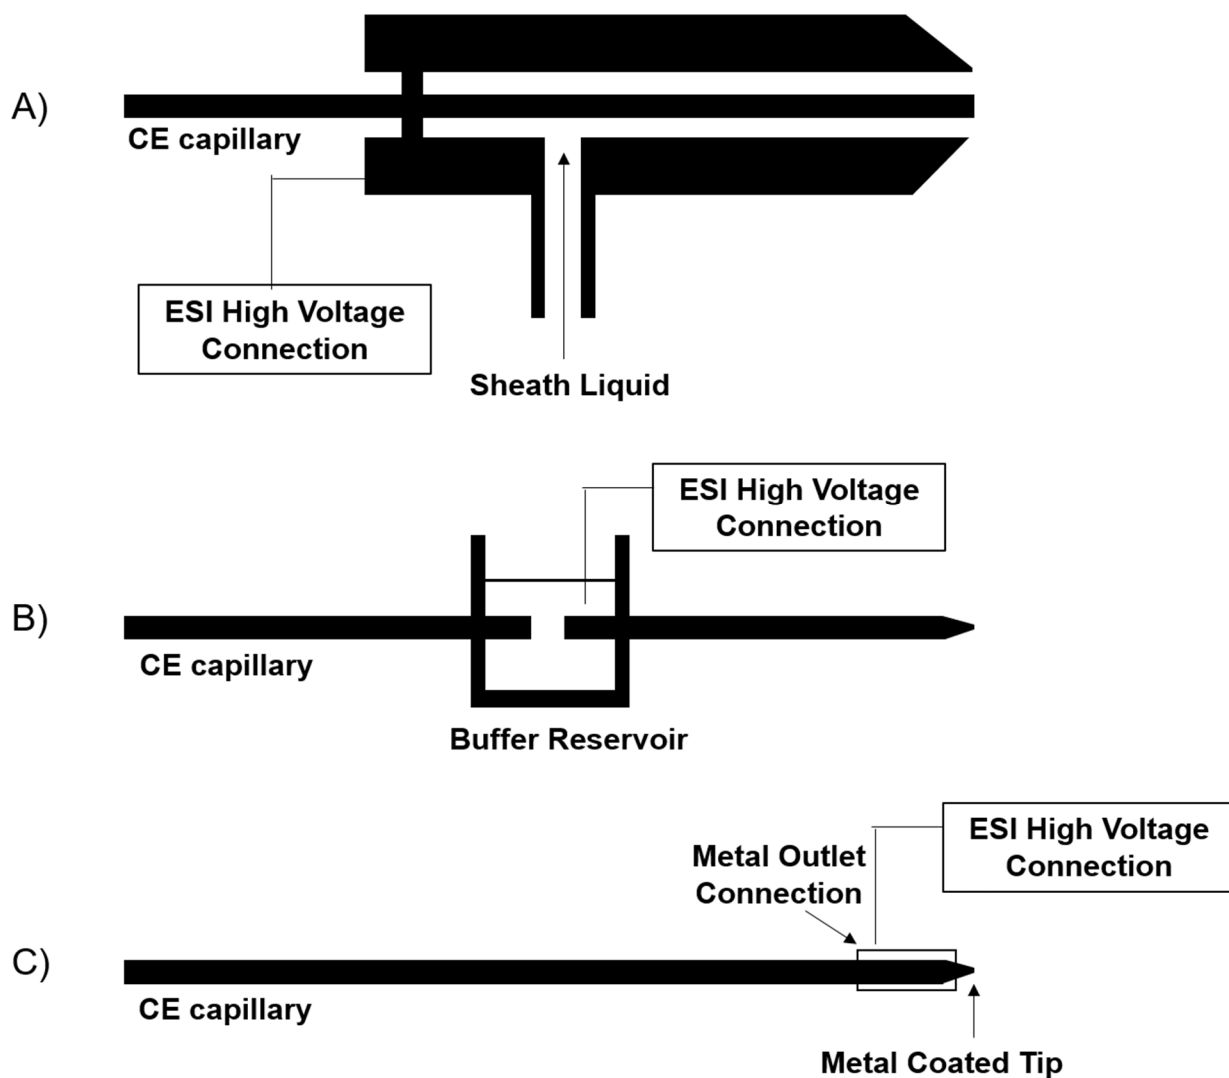 A)
CE capillary
ESI High Voltage
Connection
Sheath Liquid
B)
ESI High Voltage
Connection
CE capillary
Buffer Reservoir
C)
ESI High Voltage
Connection
Metal Outlet
Connection
CE capillary
Metal Coated Tip